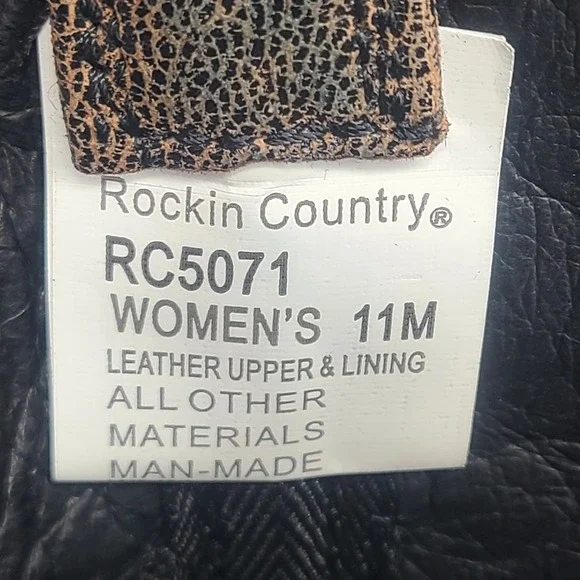 Rockin Country®
RC5071
WOMEN'S 11M
LEATHER UPPER & LINING
ALL OTHER
MATERIALS
MAN-MADE